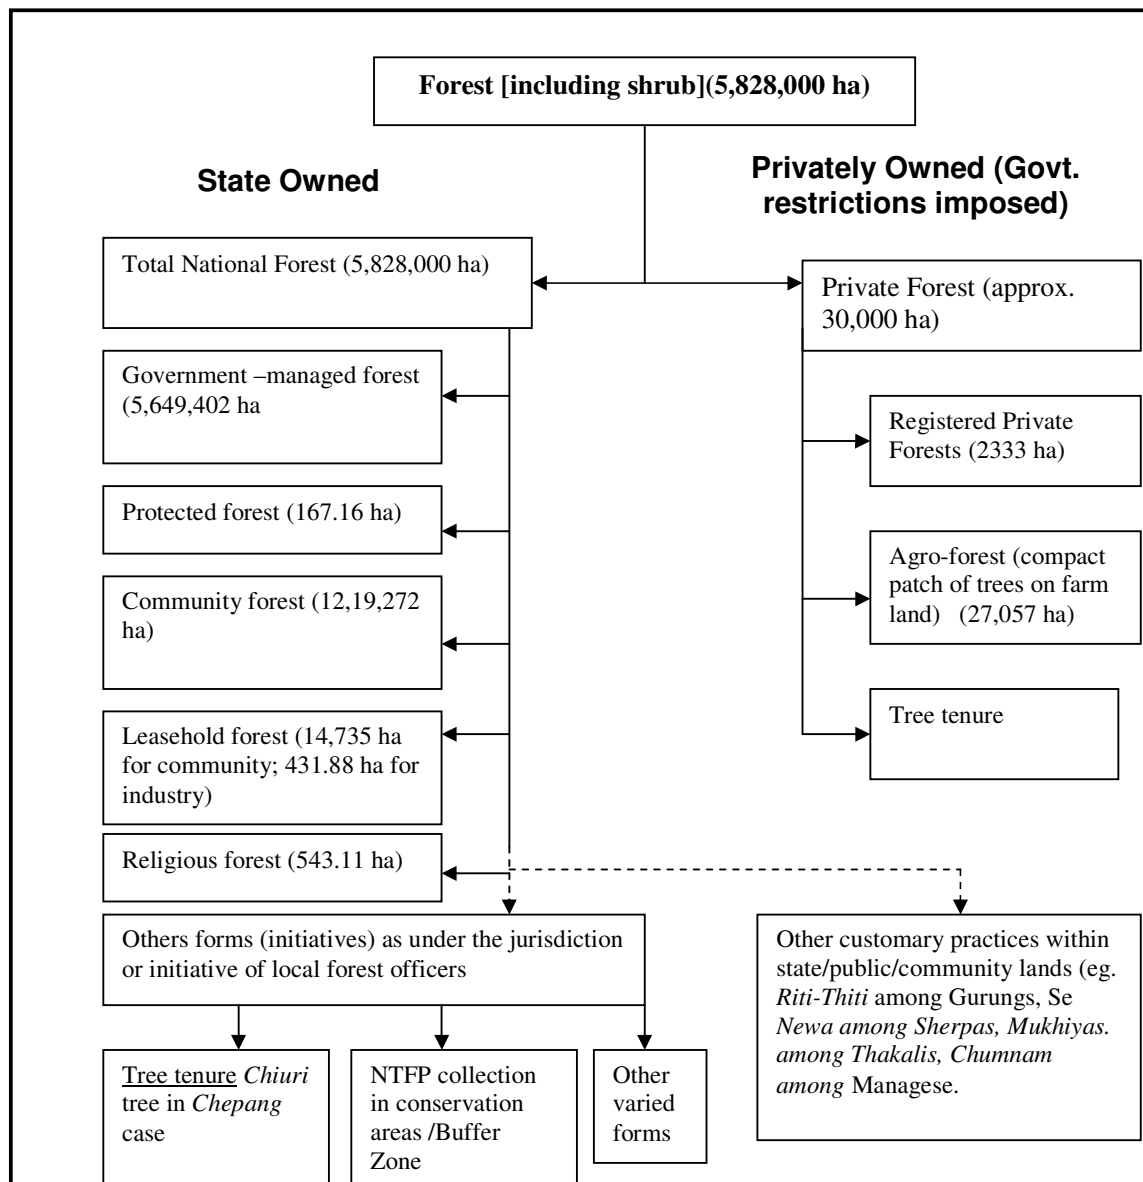 Forest [including shrub](5,828,000 ha)
State Owned
Privately Owned (Govt.
restrictions imposed)
Total National Forest (5,828,000 ha)
Private Forest (approx.
30,000 ha)
Government –managed forest
(5,649,402 ha
Registered Private
Forests (2333 ha)
Protected forest (167.16 ha)
Agro-forest (compact
patch of trees on farm
land) (27,057 ha)
Community forest (12,19,272
ha)
Tree tenure
Leasehold forest (14,735 ha
for community; 431.88 ha for
industry)
Religious forest (543.11 ha)
Others forms (initiatives) as under the jurisdiction
or initiative of local forest officers
Other customary practices within
state/public/community lands (eg.
Riti-Thiti among Gurungs, Se
Newa among Sherpas, Mukhiyas.
among Thakalis, Chumnam
among Managese.
Tree tenure Chiuri
tree in Chepang
case
NTFP collection
in conservation
areas /Buffer
Zone
Other
varied
forms